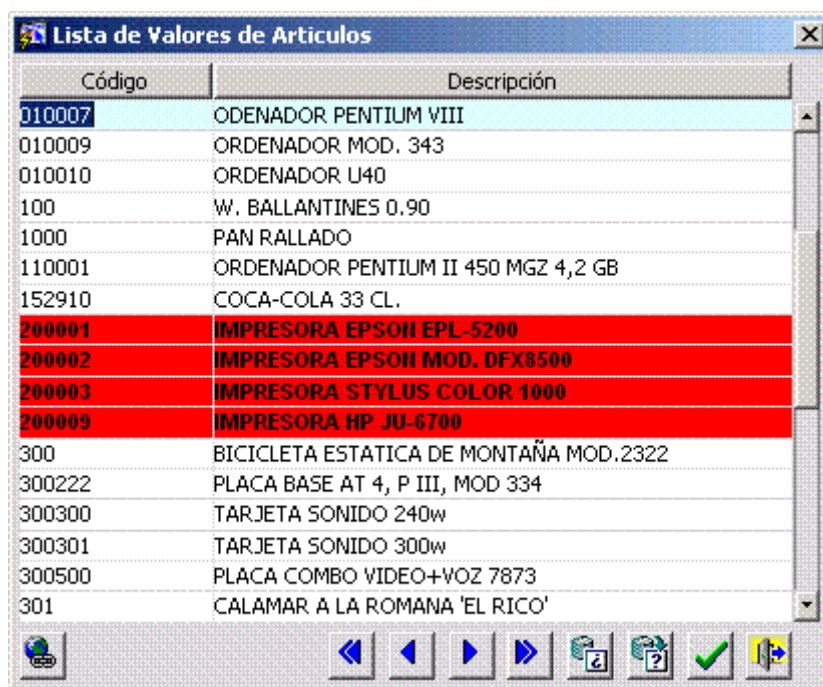 Lista de Valores de Articulos
Código Descripción
010007 ODENADOR PENTIUM VIII
010009 ORDENADOR MOD. 343
010010 ORDENADOR U40
100 W. BALLANTINES 0.90
1000 PAN RALLADO
110001 ORDENADOR PENTIUM II 450 MGZ 4,2 GB
152910 COCA-COLA 33 CL.
200001 IMPRESORA EPSON EPL-5200
200002 IMPRESORA EPSON MOD. DFX8500
200003 IMPRESORA STYLUS COLOR 1000
200009 IMPRESORA HP JU-6700
300 BICICLETA ESTATICA DE MONTAÑA MOD.2322
300222 PLACA BASE AT 4, P III, MOD 334
300300 TARJETA SONIDO 240w
300301 TARJETA SONIDO 300w
300500 PLACA COMBO VIDEO+VOZ 7873
301 CALAMAR A LA ROMANA 'EL RICO'